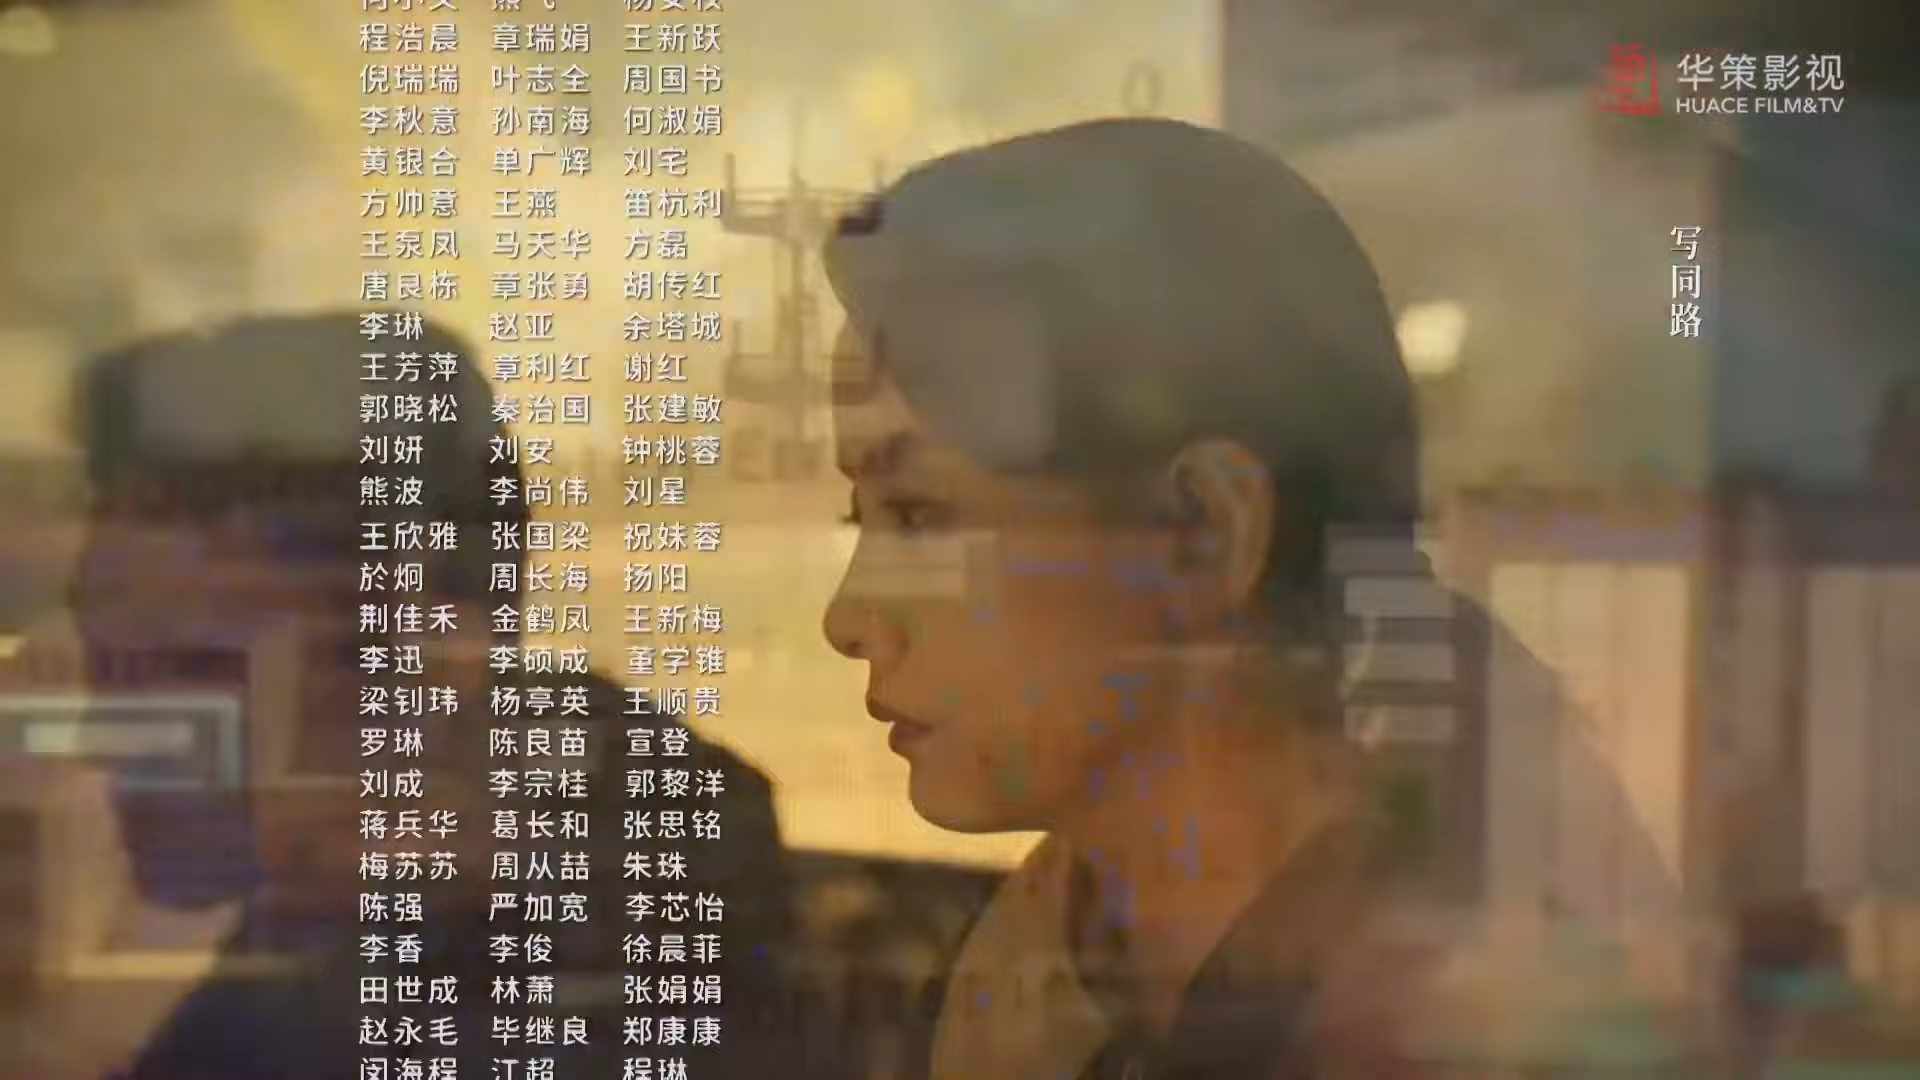 程浩晨 章瑞娟 王新跃
倪瑞瑞 叶志全 周国书
李秋意 孙南海 何淑娟
黄银合 单广辉 刘宅
方帅意 王燕 笛杭利
王泵凤 马天华 方磊
唐良栋 章张勇 胡传红
李琳 赵亚 余塔城
王芳萍 章利红 谢红
郭晓松 秦治国 张建敏
刘妍 刘安 钟桃蓉
熊波 李尚伟 刘星
王欣雅 张国梁 祝妹蓉
於炯 周长海 扬阳
荆佳禾 金鹤凤 王新梅
李迅 李硕成 董学锥
梁钊玮 杨亭英 王顺贵
罗琳 陈良苗 宣登
刘成 李宗桂 郭黎洋
蒋兵华 葛长和 张思铭
梅苏苏 周从喆 朱珠
陈强 严加宽 李芯怡
李香 李俊 徐晨菲
田世成 林萧 张娟娟
赵永毛 毕继良 郑康康
闵海程 江超 程琳
华策影视
HUACE FILM&TV
写同路